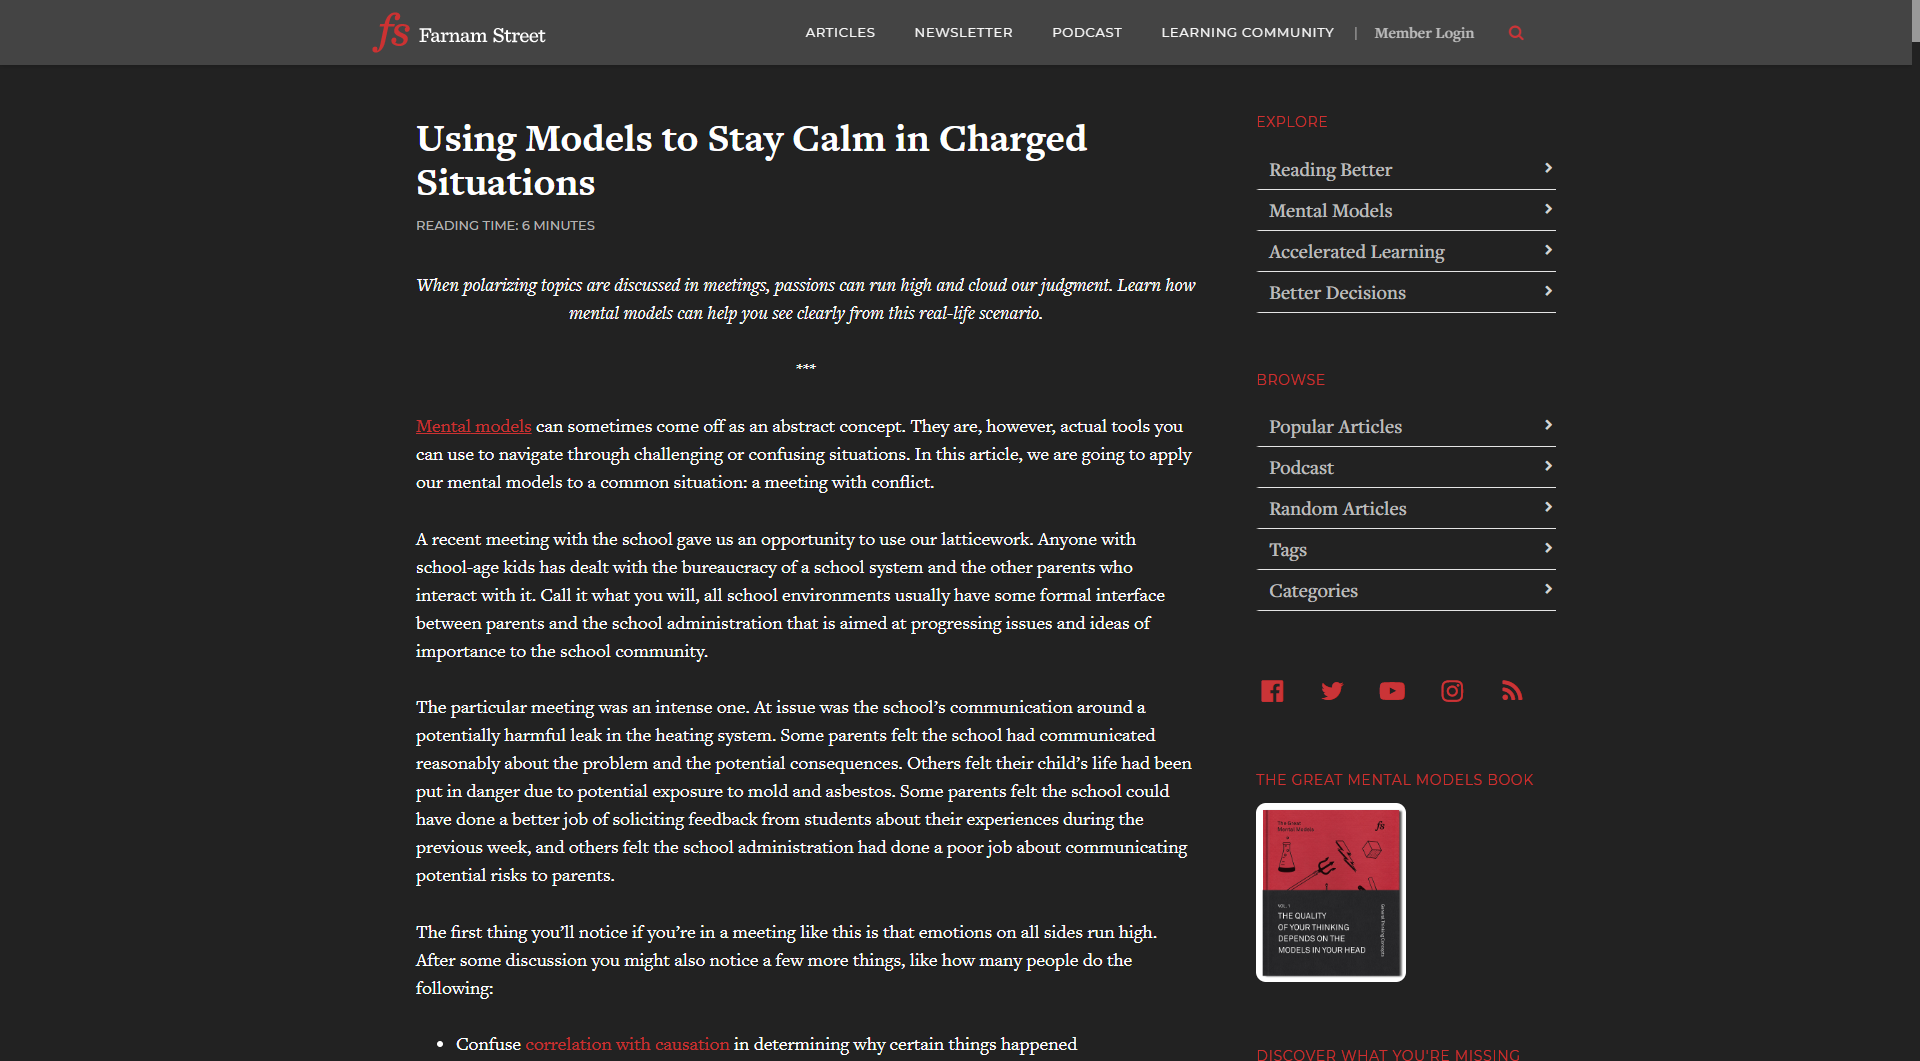 fs Farnam Street
ARTICLES
NEWSLETTER
PODCAST
LEARNING COMMUNITY
|
Member Login
Using Models to Stay Calm in Charged
Situations
READING TIME: 6 MINUTES
When polarizing topics are discussed in meetings, passions can run high and cloud our judgment. Learn how
mental models can help you see clearly from this real-life scenario.
***
Mental models can sometimes come off as an abstract concept. They are, however, actual tools you
can use to navigate through challenging or confusing situations. In this article, we are going to apply
our mental models to a common situation: a meeting with conflict.
A recent meeting with the school gave us an opportunity to use our latticework. Anyone with
school-age kids has dealt with the bureaucracy of a school system and the other parents who
interact with it. Call it what you will, all school environments usually have some formal interface
between parents and the school administration that is aimed at progressing issues and ideas of
importance to the school community.
The particular meeting was an intense one. At issue was the school’s communication around a
potentially harmful leak in the heating system. Some parents felt the school had communicated
reasonably about the problem and the potential consequences. Others felt their child’s life had been
put in danger due to potential exposure to mold and asbestos. Some parents felt the school could
have done a better job of soliciting feedback from students about their experiences during the
previous week, and others felt the school administration had done a poor job about communicating
potential risks to parents.
The first thing you’ll notice if you’re in a meeting like this is that emotions on all sides run high.
After some discussion you might also notice a few more things, like how many people do the
following:
• Confuse correlation with causation in determining why certain things happened
EXPLORE
Reading Better
Mental Models
Accelerated Learning
Better Decisions
BROWSE
Popular Articles
Podcast
Random Articles
Tags
Categories
THE GREAT MENTAL MODELS BOOK
The Great
Mental Models
fs
VOL. 1
THE QUALITY
OF YOUR THINKING
DEPENDS ON THE
MODELS IN YOUR HEAD
General Thinking Concepts
DISCOVER WHAT YOU'RE MISSING